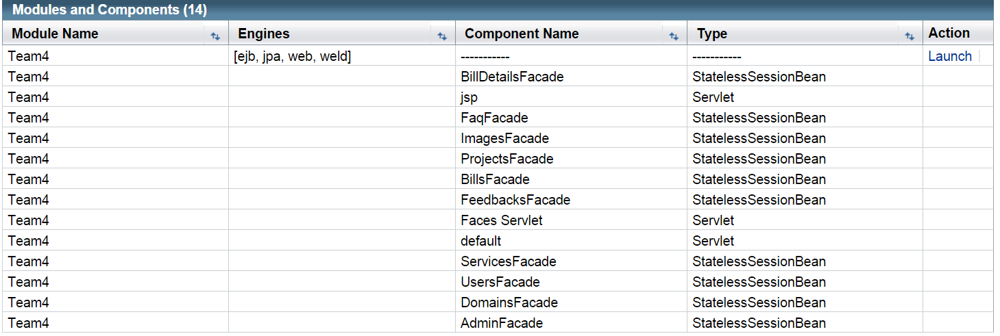 Modules and Components (14)
Module Name Engines Component Name Type Action
Team4 [ejb, jpa, web, weld] ----------- ----------- Launch
Team4 BillDetailsFacade StatelessSessionBean
Team4 jsp Servlet
Team4 FaqFacade StatelessSessionBean
Team4 ImagesFacade StatelessSessionBean
Team4 ProjectsFacade StatelessSessionBean
Team4 BillsFacade StatelessSessionBean
Team4 FeedbacksFacade StatelessSessionBean
Team4 Faces Servlet Servlet
Team4 default Servlet
Team4 ServicesFacade StatelessSessionBean
Team4 UsersFacade StatelessSessionBean
Team4 DomainsFacade StatelessSessionBean
Team4 AdminFacade StatelessSessionBean